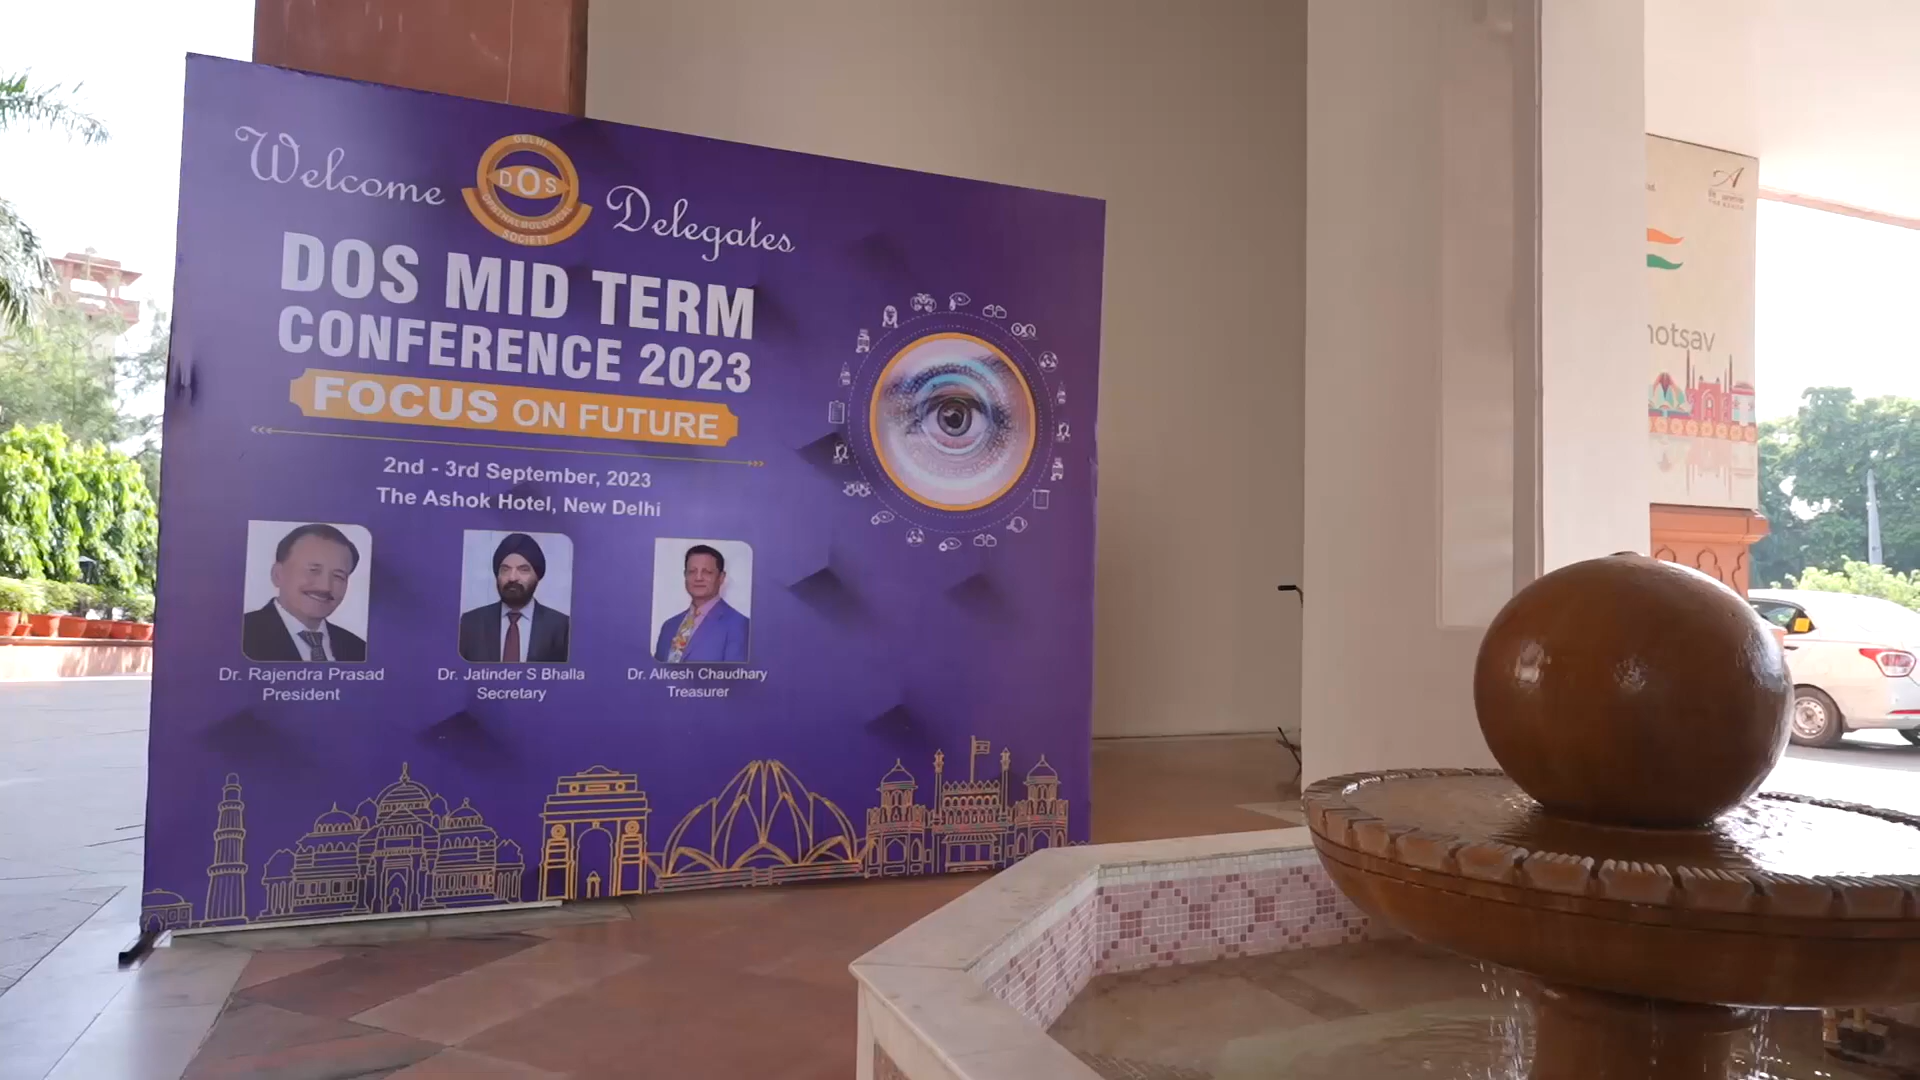 Welcome
DELHI
DOS
OPHTHALMOLOGICAL
SOCIETY
Delegates
DOS MID TERM
CONFERENCE 2023
FOCUS ON FUTURE
2nd - 3rd September, 2023
The Ashok Hotel, New Delhi
Dr. Rajendra Prasad
President
Dr. Jatinder S Bhalla
Secretary
Dr. Alkesh Chaudhary
Treasurer
A
hotsav